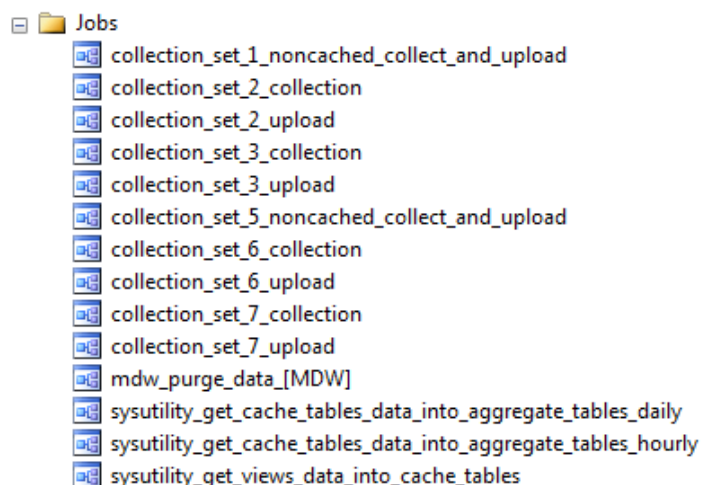 Jobs
collection_set_1_noncached_collect_and_upload
collection_set_2_collection
collection_set_2_upload
collection_set_3_collection
collection_set_3_upload
collection_set_5_noncached_collect_and_upload
collection_set_6_collection
collection_set_6_upload
collection_set_7_collection
collection_set_7_upload
mdw_purge_data_[MDW]
sysutility_get_cache_tables_data_into_aggregate_tables_daily
sysutility_get_cache_tables_data_into_aggregate_tables_hourly
sysutility_get_views_data_into_cache_tables